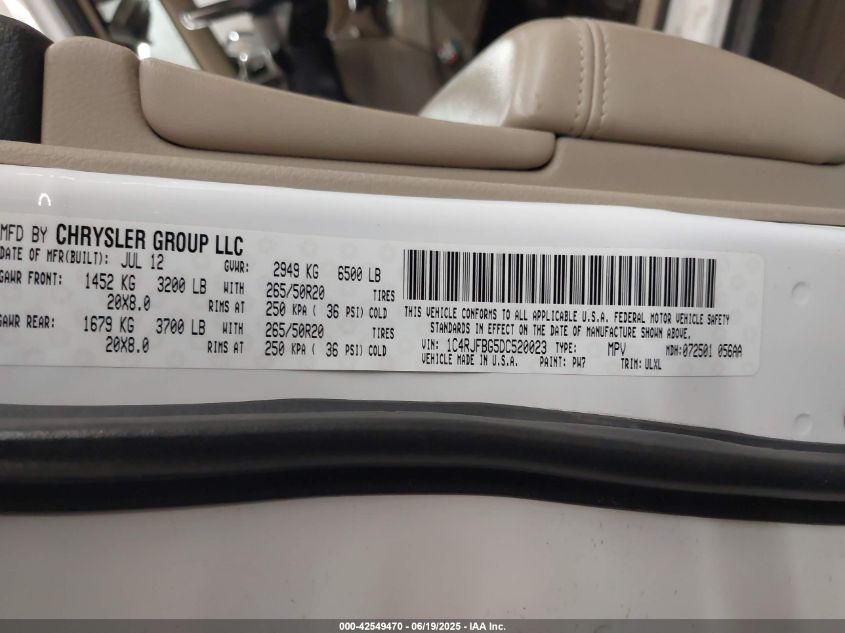 MFD BY CHRYSLER GROUP LLC
DATE OF MFR(BUILT): JUL 12 GVWR: 2949 KG 6500 LB
GAWR FRONT: 1452 KG 3200 LB WITH 265/50R20 TIRES
20X8.0 RIMS AT 250 KPA ( 36 PSI) COLD
GAWR REAR: 1679 KG 3700 LB WITH 265/50R20 TIRES
20X8.0 RIMS AT 250 KPA ( 36 PSI) COLD
THIS VEHICLE CONFORMS TO ALL APPLICABLE U.S.A. FEDERAL MOTOR VEHICLE SAFETY
STANDARDS IN EFFECT ON THE DATE OF MANUFACTURE SHOWN ABOVE.
VIN: 1C4RJFBG5DC520023 TYPE: MPV MDH:072501 056AA
VEHICLE MADE IN U.S.A. PAINT: PW7 TRIM: ULXL
000-42549470 - 06/19/2025 - IAA Inc.